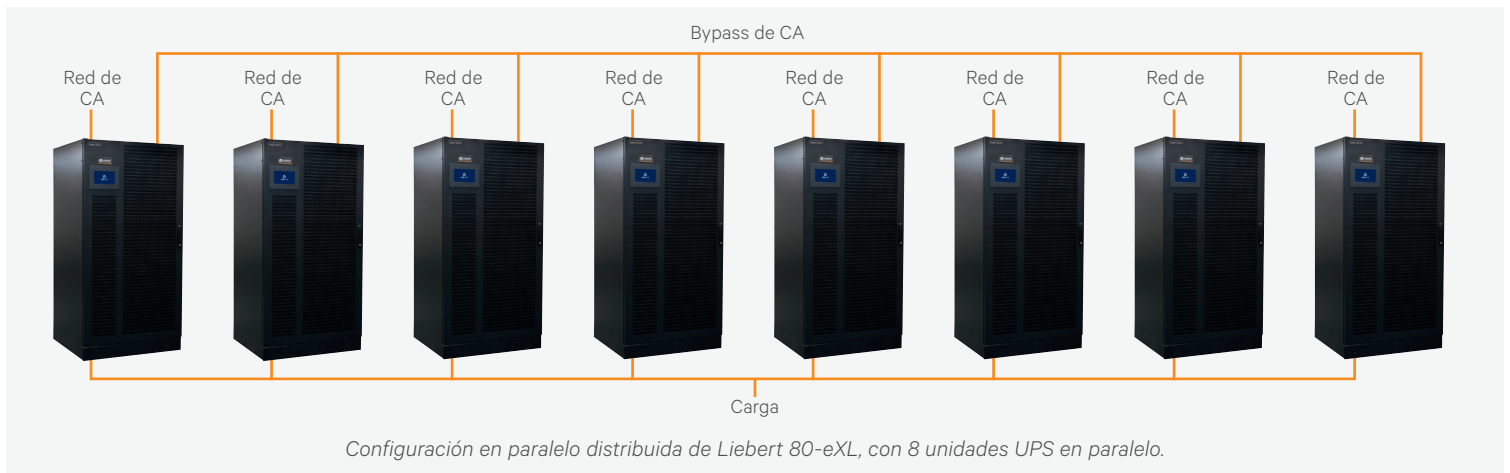 Bypass de CA
Red de
CA
Red de
CA
Red de
CA
Red de
CA
Red de
CA
Red de
CA
Red de
CA
Red de
CA
Carga
Configuración en paralelo distribuida de Liebert 80-eXL, con 8 unidades UPS en paralelo.